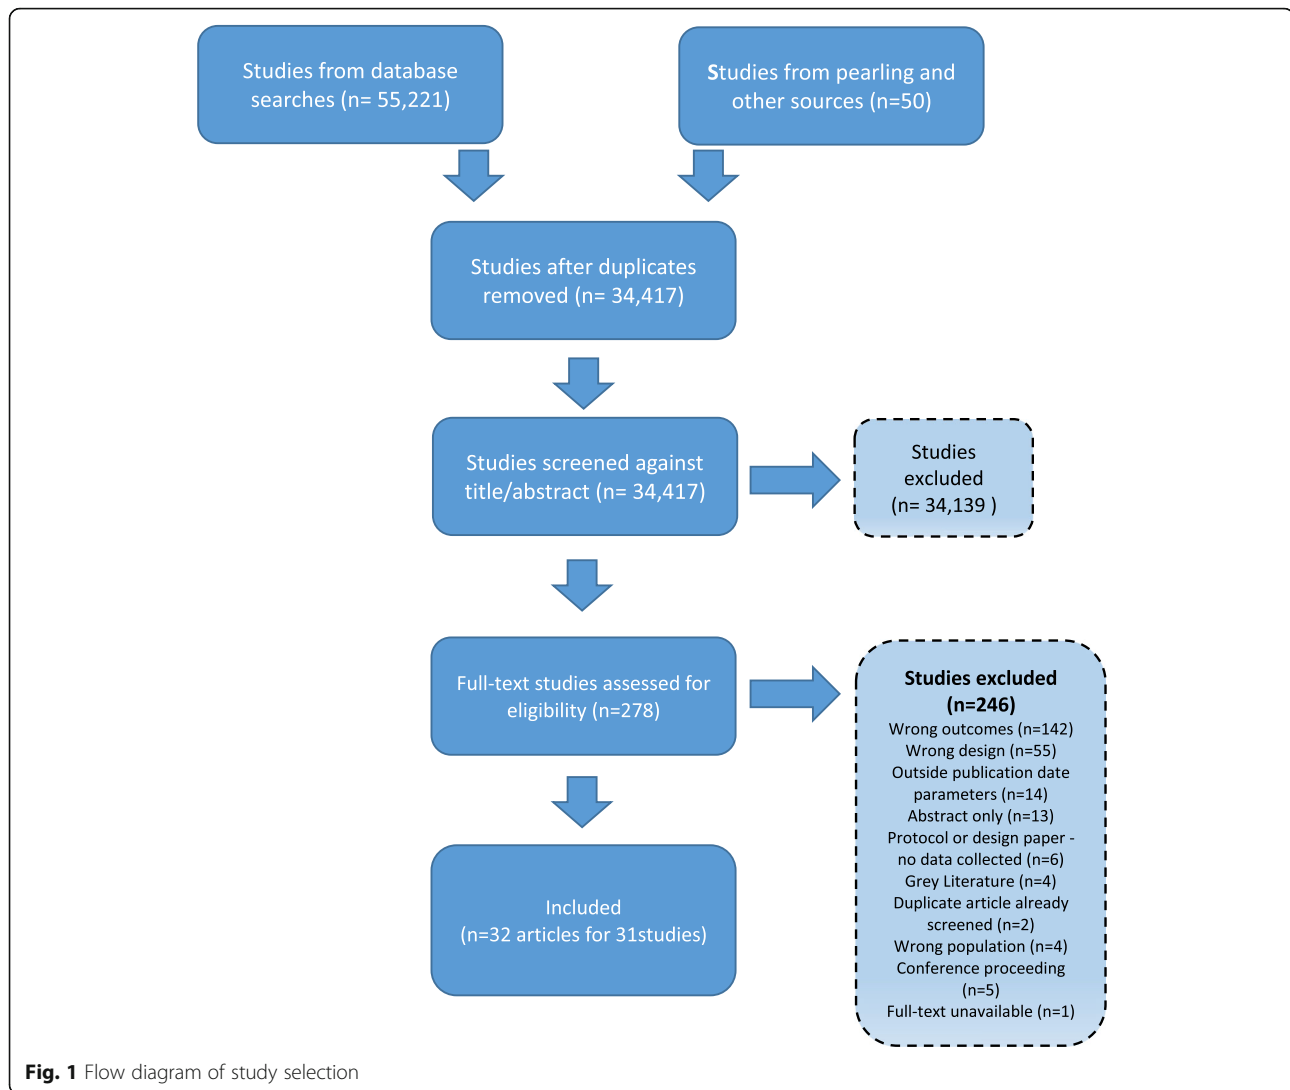 Studies from database
searches (n= 55,221)
Studies from pearling and
other sources (n=50)
Studies after duplicates
removed (n= 34,417)
Studies screened against
title/abstract (n= 34,417)
Studies
excluded
(n= 34,139 )
Full-text studies assessed for
eligibility (n=278)
Studies excluded
(n=246)
Wrong outcomes (n=142)
Wrong design (n=55)
Outside publication date
parameters (n=14)
Abstract only (n=13)
Protocol or design paper -
no data collected (n=6)
Grey Literature (n=4)
Duplicate article already
screened (n=2)
Wrong population (n=4)
Conference proceeding
(n=5)
Full-text unavailable (n=1)
Included
(n=32 articles for 31studies)
Fig. 1 Flow diagram of study selection